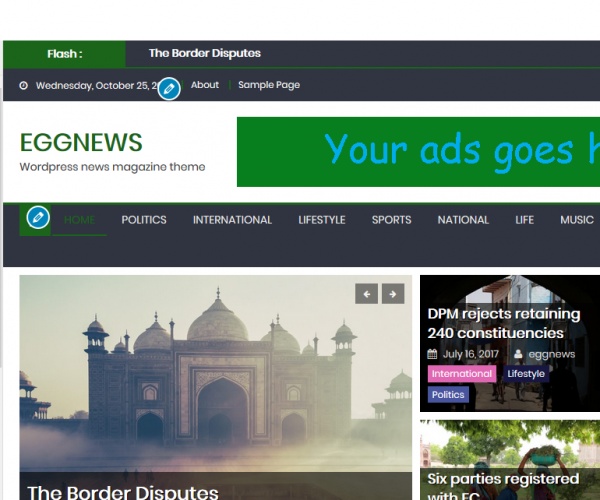 Flash :
The Border Disputes
Wednesday, October 25,
About
Sample Page
EGGNEWS
Wordpress news magazine theme
Your ads goes
HOME
POLITICS
INTERNATIONAL
LIFESTYLE
SPORTS
NATIONAL
LIFE
MUSIC
DPM rejects retaining
240 constituencies
July 16, 2017
eggnews
International
Lifestyle
Politics
The Border Disputes
Six parties registered
with EC